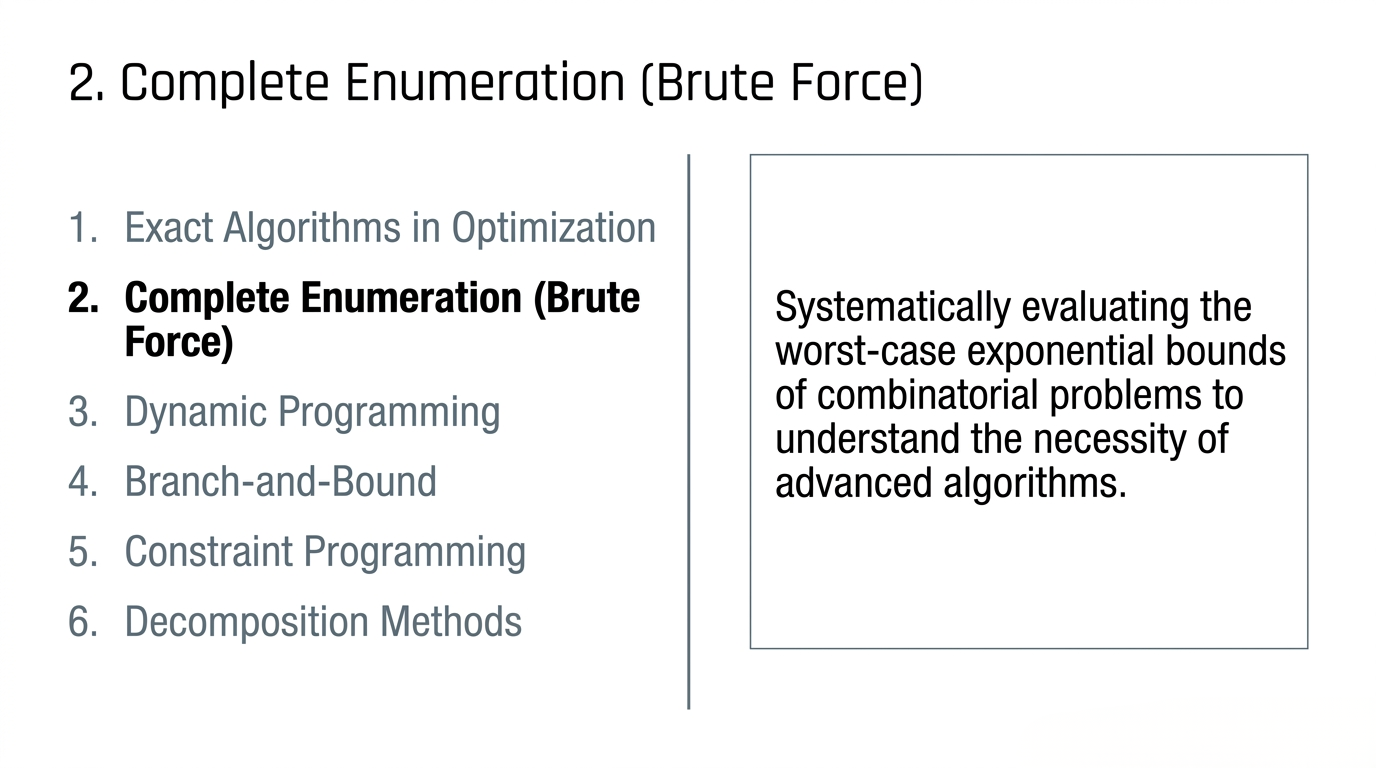 2. Complete Enumeration (Brute Force)
1. Exact Algorithms in Optimization
2. Complete Enumeration (Brute
Force)
3. Dynamic Programming
4. Branch-and-Bound
5. Constraint Programming
6. Decomposition Methods
Systematically evaluating the
worst-case exponential bounds
of combinatorial problems to
understand the necessity of
advanced algorithms.